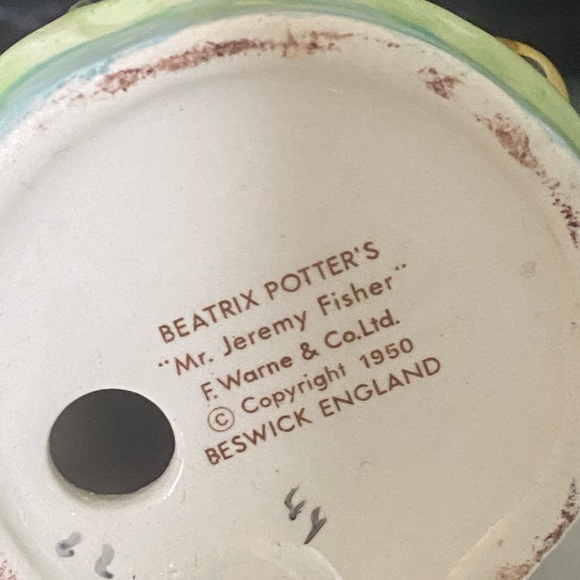 BEATRIX POTTER'S
"Mr. Jeremy Fisher"
F. Warne & Co.Ltd.
© Copyright 1950
BESWICK ENGLAND